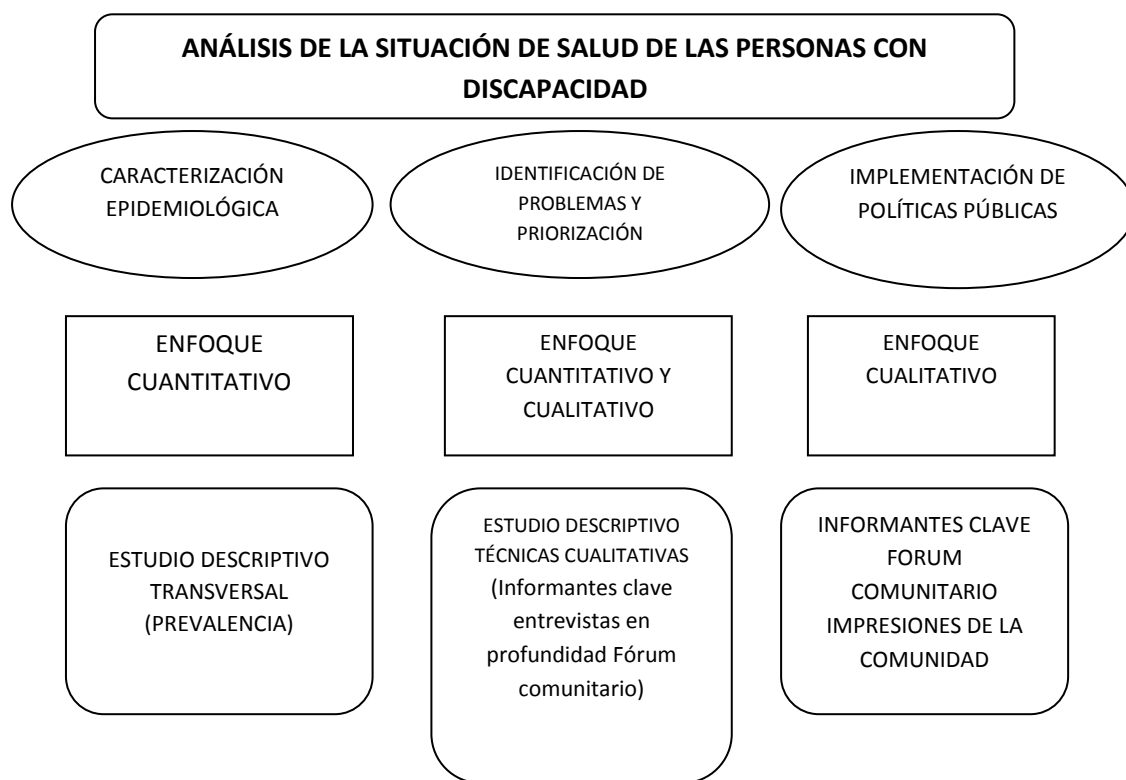 ANÁLISIS DE LA SITUACIÓN DE SALUD DE LAS PERSONAS CON
DISCAPACIDAD
CARACTERIZACIÓN
EPIDEMIOLÓGICA
IDENTIFICACIÓN DE
PROBLEMAS Y
PRIORIZACIÓN
IMPLEMENTACIÓN DE
POLÍTICAS PÚBLICAS
ENFOQUE
CUANTITATIVO
ENFOQUE
CUANTITATIVO Y
CUALITATIVO
ENFOQUE
CUALITATIVO
ESTUDIO DESCRIPTIVO
TRANSVERSAL
(PREVALENCIA)
ESTUDIO DESCRIPTIVO
TÉCNICAS CUALITATIVAS
(Informantes clave
entrevistas en
profundidad Fórum
comunitario)
INFORMANTES CLAVE
FORUM
COMUNITARIO
IMPRESIONES DE LA
COMUNIDAD